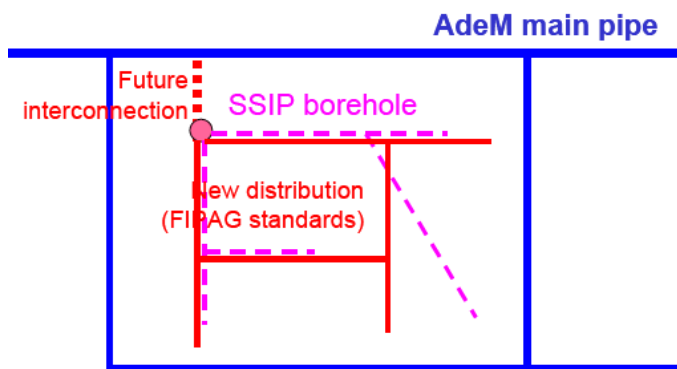 AdeM main pipe
Future
interconnection
SSIP borehole
New distribution
(FIPAG standards)